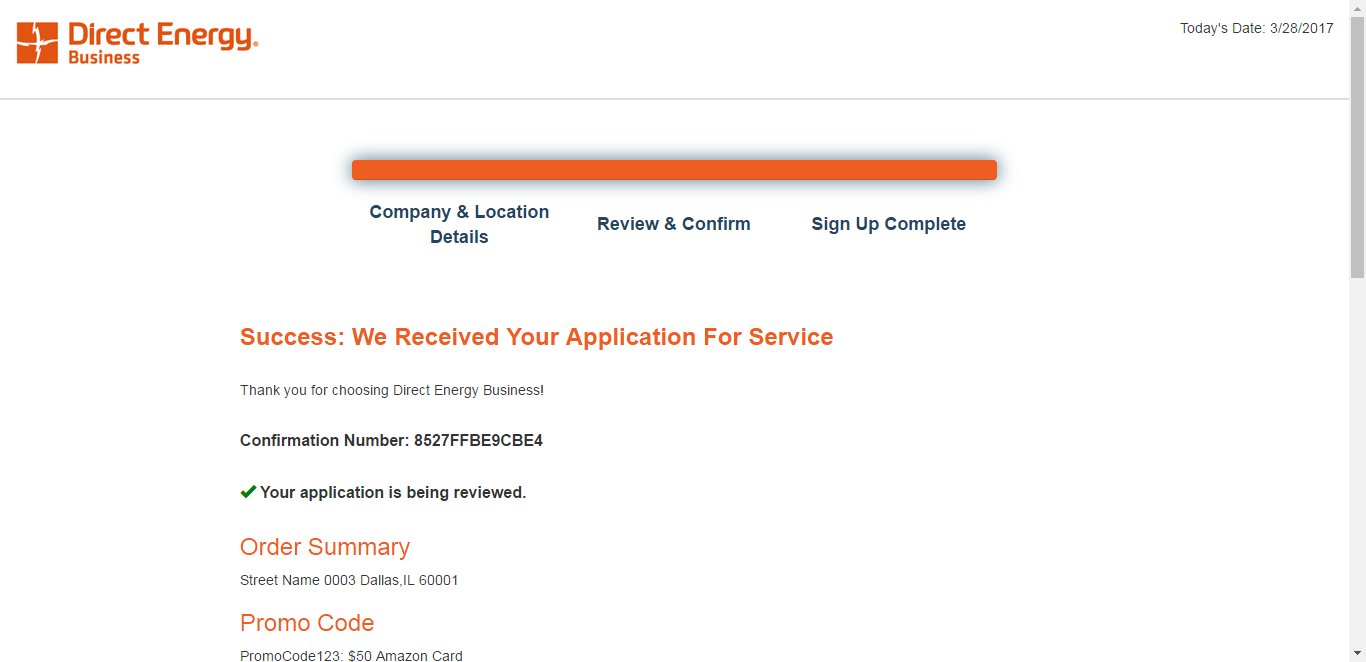 Direct Energy.
Business
Today's Date: 3/28/2017
Company & Location
Details
Review & Confirm
Sign Up Complete
Success: We Received Your Application For Service
Thank you for choosing Direct Energy Business!
Confirmation Number: 8527FFBE9CBE4
Your application is being reviewed.
Order Summary
Street Name 0003 Dallas,IL 60001
Promo Code
PromoCode123: $50 Amazon Card